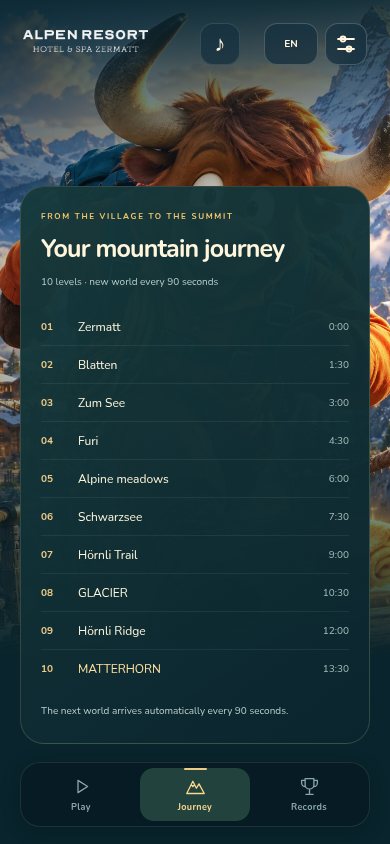 ALPEN RESORT
HOTEL & SPA ZERMATT
EN
FROM THE VILLAGE TO THE SUMMIT
Your mountain journey
10 levels · new world every 90 seconds
01 Zermatt 0:00
02 Blatten 1:30
03 Zum See 3:00
04 Furi 4:30
05 Alpine meadows 6:00
06 Schwarzsee 7:30
07 Hörnli Trail 9:00
08 GLACIER 10:30
09 Hörnli Ridge 12:00
10 MATTERHORN 13:30
The next world arrives automatically every 90 seconds.
Play Journey Records